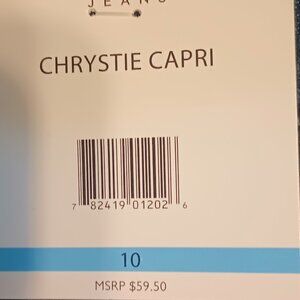 JEANS
CHRYSTIE CAPRI
7 82419 01202 6
10
MSRP $59.50